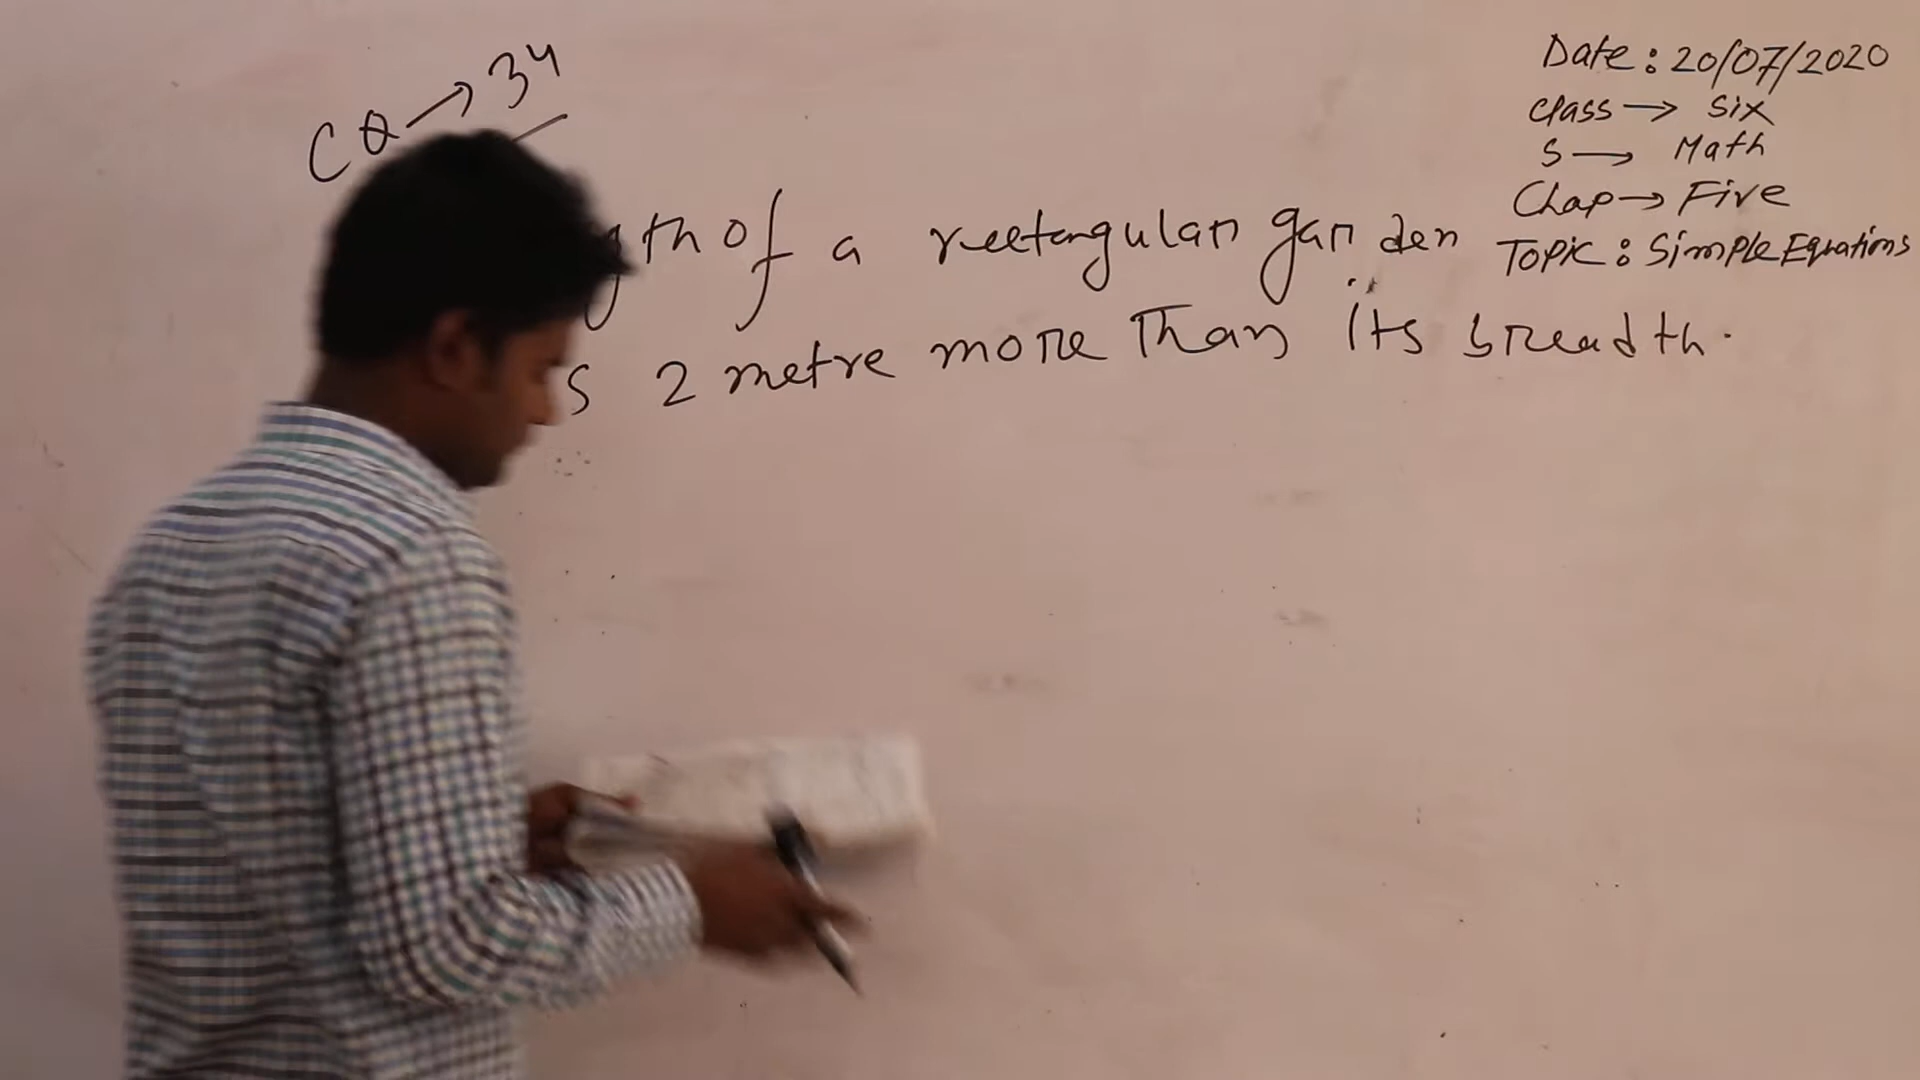 CQ → 34
Date : 20/07/2020
Class → Six
S → Math
Chap → Five
Topic : Simple Equations
gth of a rectangular garden
s 2 metre more than its breadth.